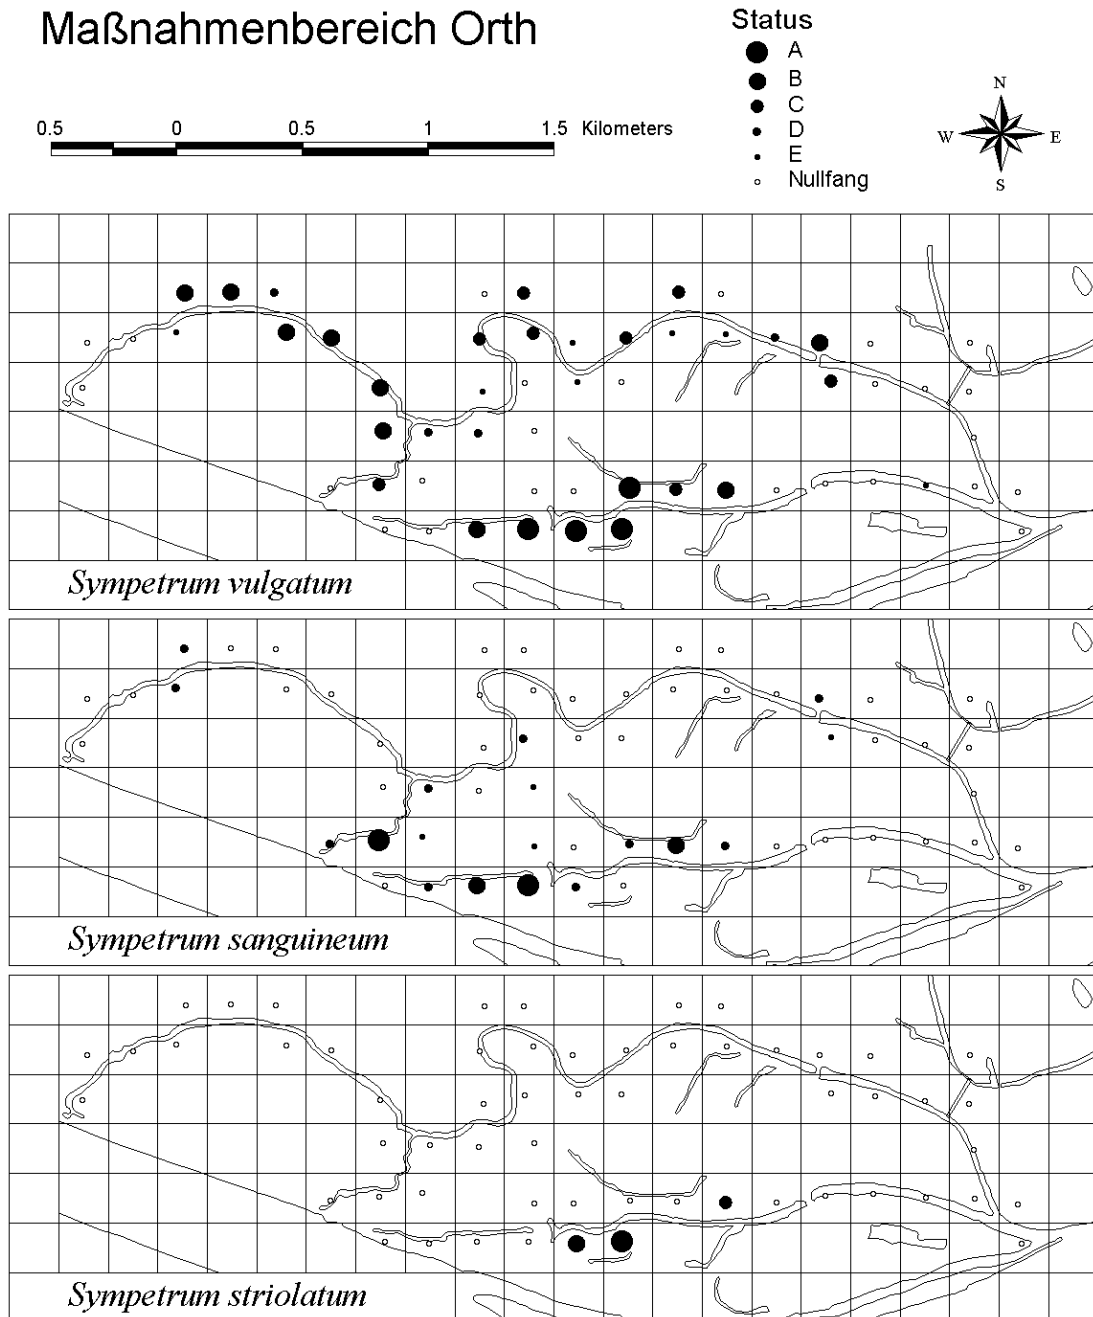 Maßnahmenbereich Orth
Status
A
B
C
D
E
Nullfang
0.5 0 0.5 1 1.5 Kilometers
N
W E
S
Sympetrum vulgatum
Sympetrum sanguineum
Sympetrum striolatum